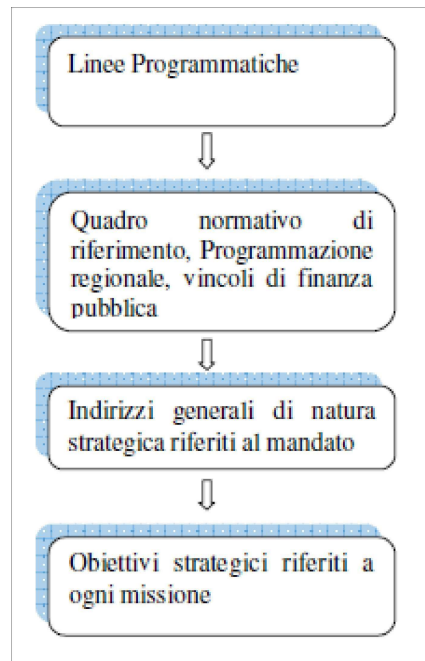 Linee Programmatiche
Quadro normativo di
riferimento, Programmazione
regionale, vincoli di finanza
pubblica
Indirizzi generali di natura
strategica riferiti al mandato
Obiettivi strategici riferiti a
ogni missione